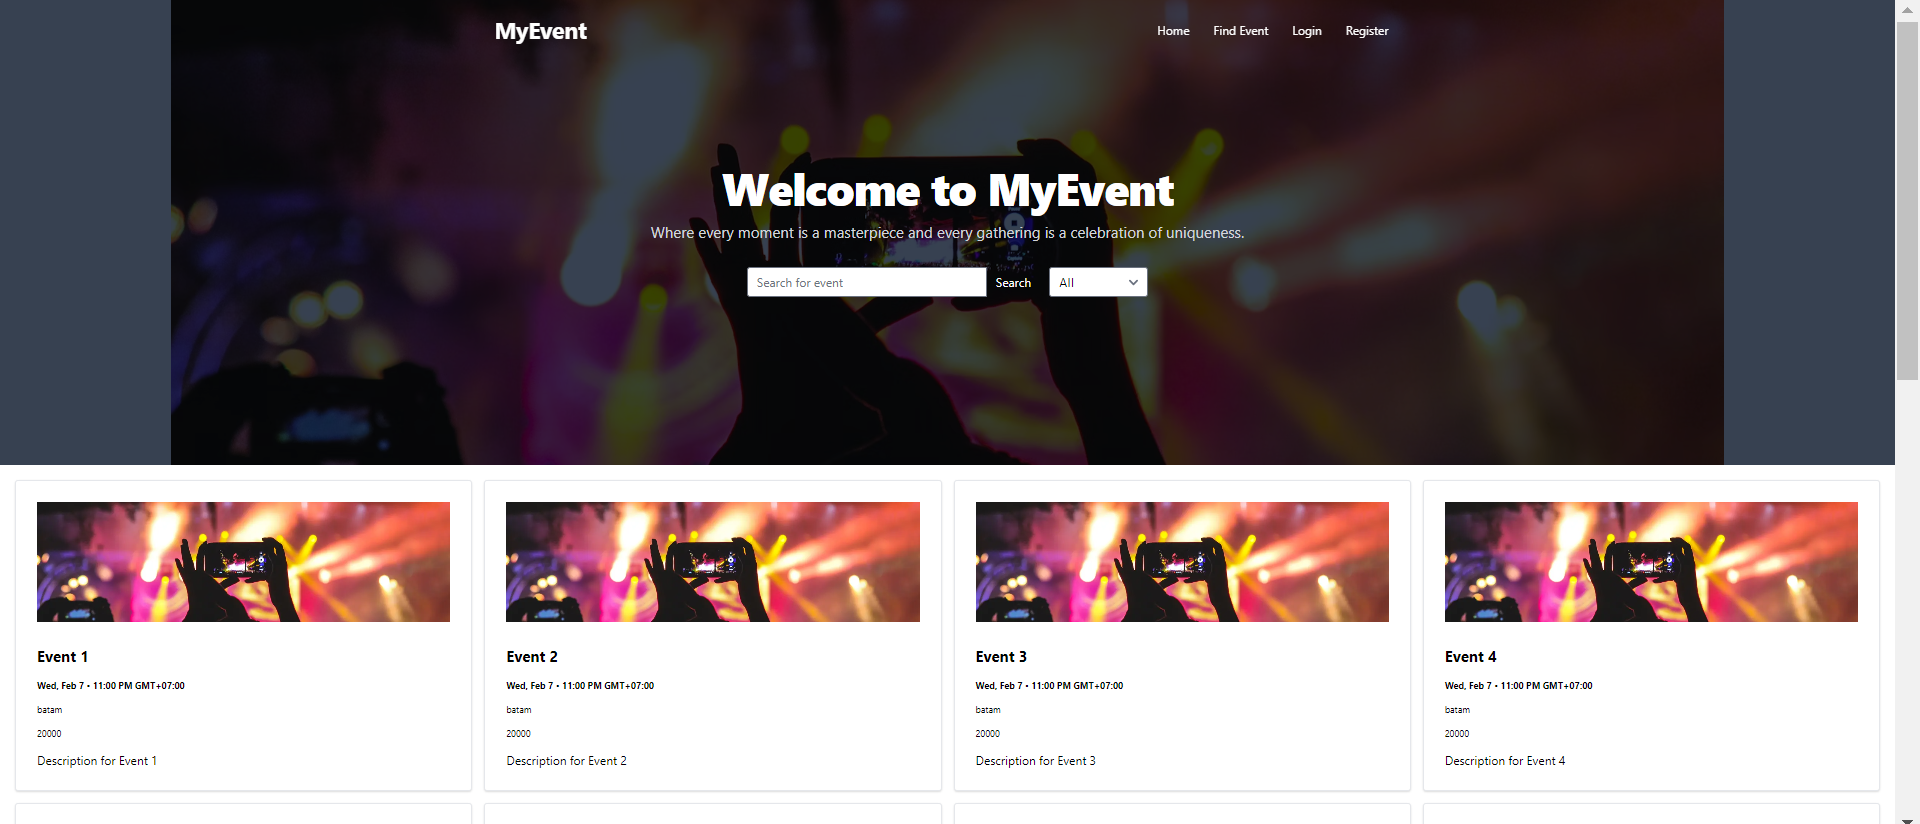 MyEvent
Home Find Event Login Register
Welcome to MyEvent
Where every moment is a masterpiece and every gathering is a celebration of uniqueness.
Search for event Search All
Event 1
Wed, Feb 7 • 11:00 PM GMT+07:00
batam
20000
Description for Event 1
Event 2
Wed, Feb 7 • 11:00 PM GMT+07:00
batam
20000
Description for Event 2
Event 3
Wed, Feb 7 • 11:00 PM GMT+07:00
batam
20000
Description for Event 3
Event 4
Wed, Feb 7 • 11:00 PM GMT+07:00
batam
20000
Description for Event 4